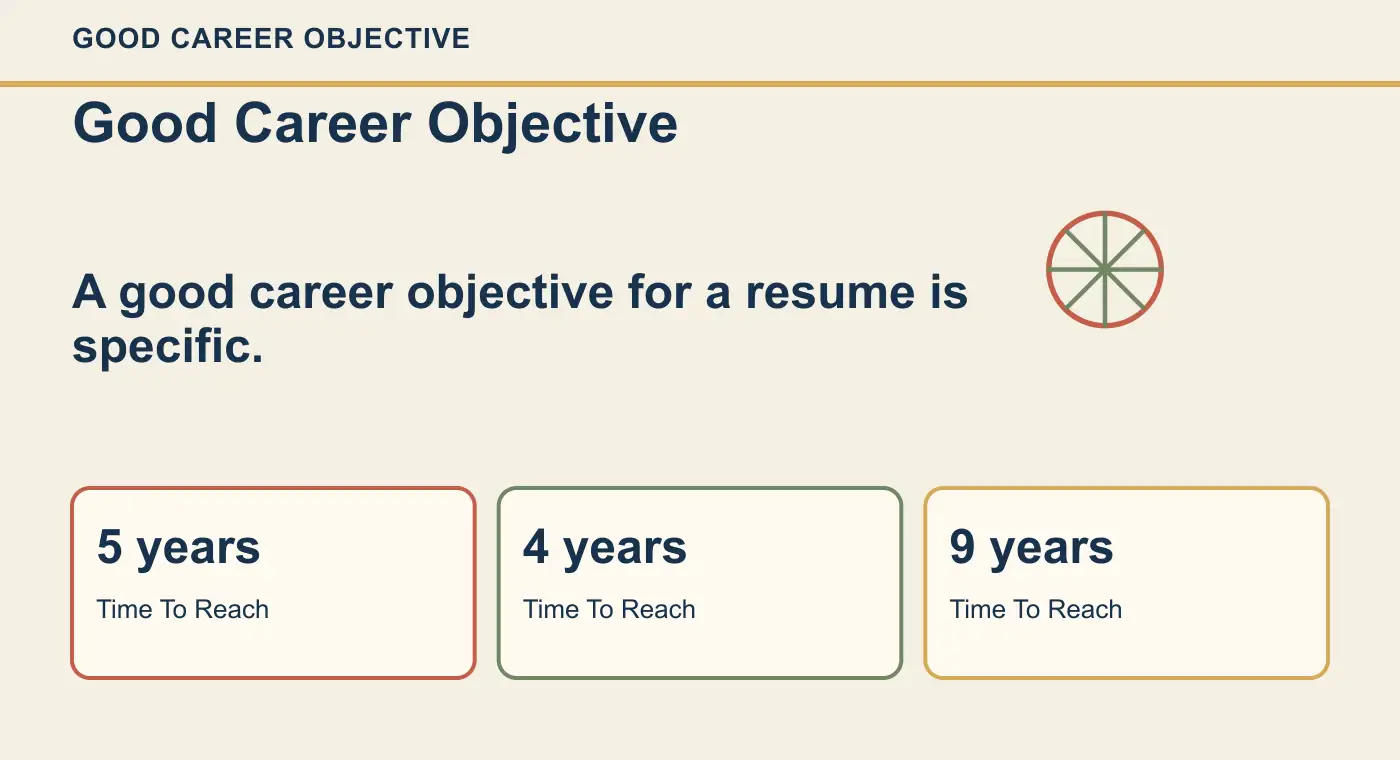 GOOD CAREER OBJECTIVE
Good Career Objective
A good career objective for a resume is
specific.
5 years
Time To Reach
4 years
Time To Reach
9 years
Time To Reach